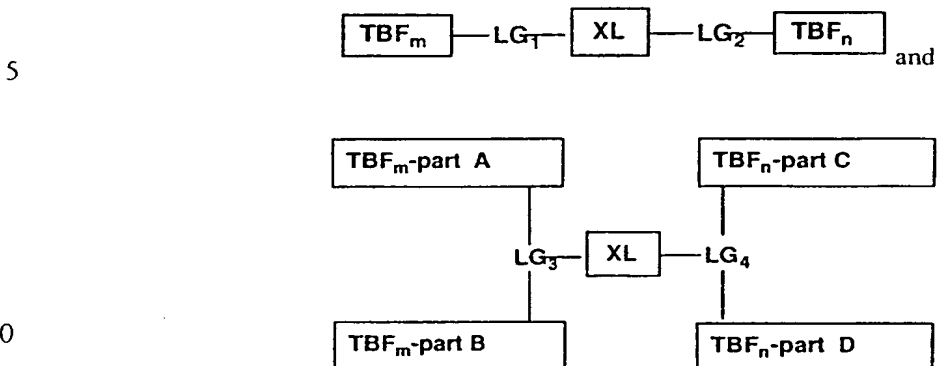 TBFm LG1 XL LG2 TBFn and
5
TBFm-part A TBFn-part C
LG3 XL LG4
0
TBFm-part B TBFn-part D